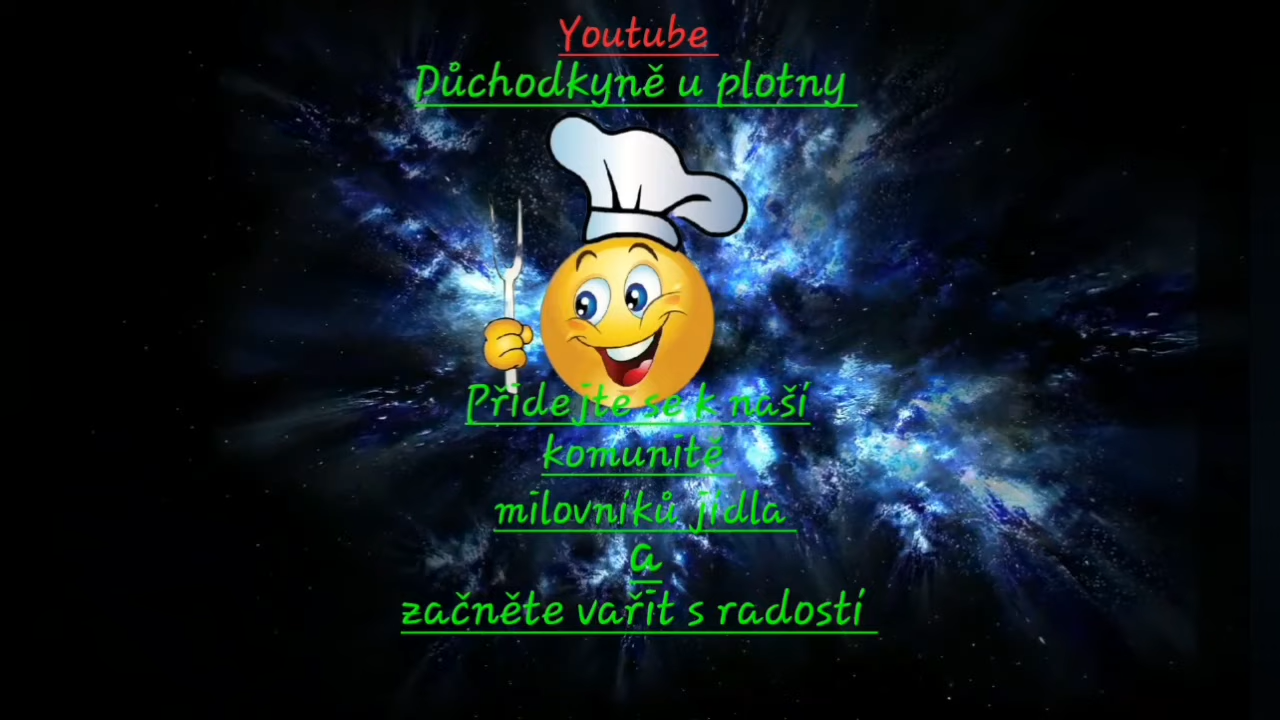 Youtube
Důchodkyně u plotny
Přidejte se k naší
komunitě
milovníků jídla
a
začněte vařit s radostí